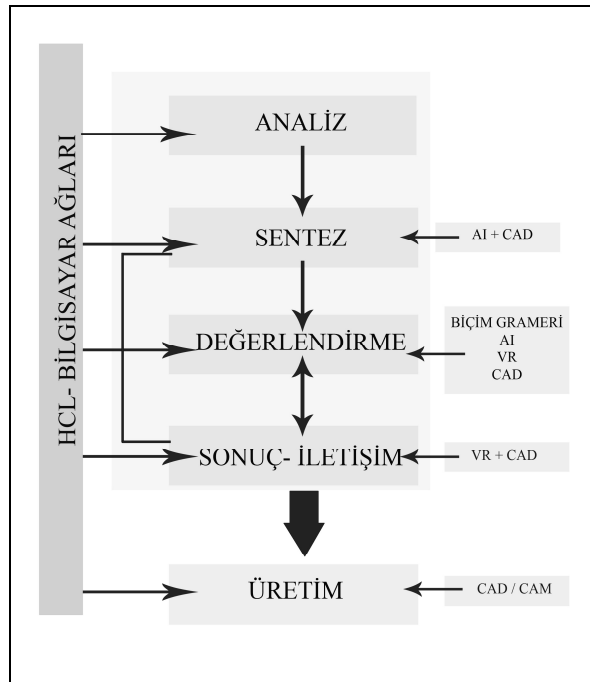 HCL- BİLGİSAYAR AĞLARI
ANALİZ
SENTEZ
AI + CAD
DEĞERLENDİRME
BİÇİM GRAMERİ
AI
VR
CAD
SONUÇ- İLETİŞİM
VR + CAD
ÜRETİM
CAD / CAM